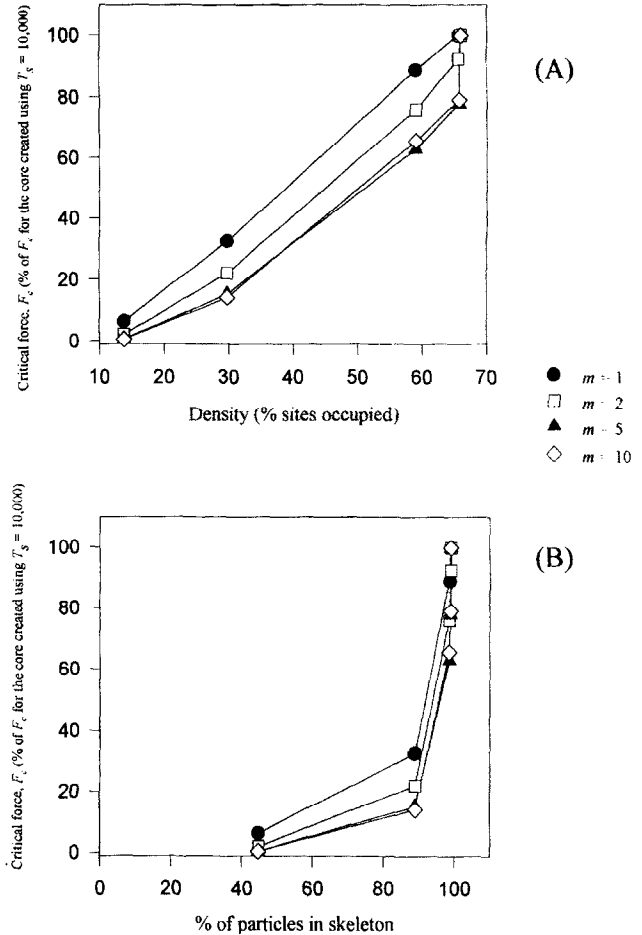 Critical force, F_c (% of F_c for the core created using T_S = 10,000)
100
80
60
40
20
0
10 20 30 40 50 60 70
Density (% sites occupied)
(A)
m = 1
m = 2
m = 5
m = 10
Critical force, F_c (% of F_c for the core created using T_S = 10,000)
100
80
60
40
20
0
0 20 40 60 80 100
% of particles in skeleton
(B)